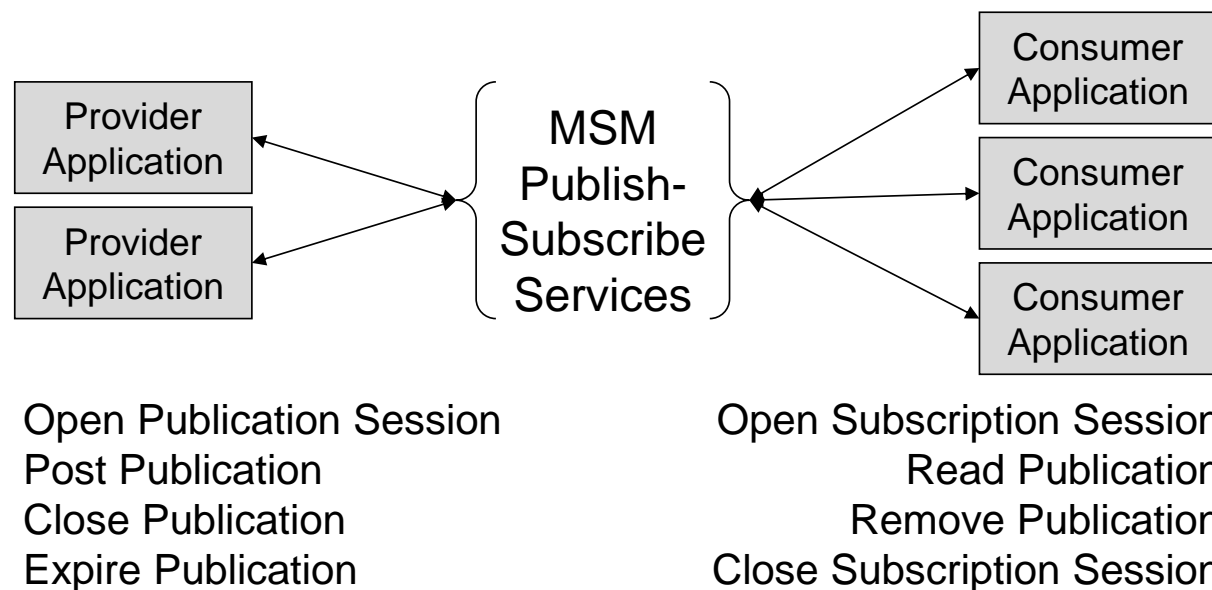 Provider
Application
Provider
Application
MSM
Publish-
Subscribe
Services
Consumer
Application
Consumer
Application
Consumer
Application
Open Publication Session
Post Publication
Close Publication
Expire Publication
Open Subscription Session
Read Publication
Remove Publication
Close Subscription Session